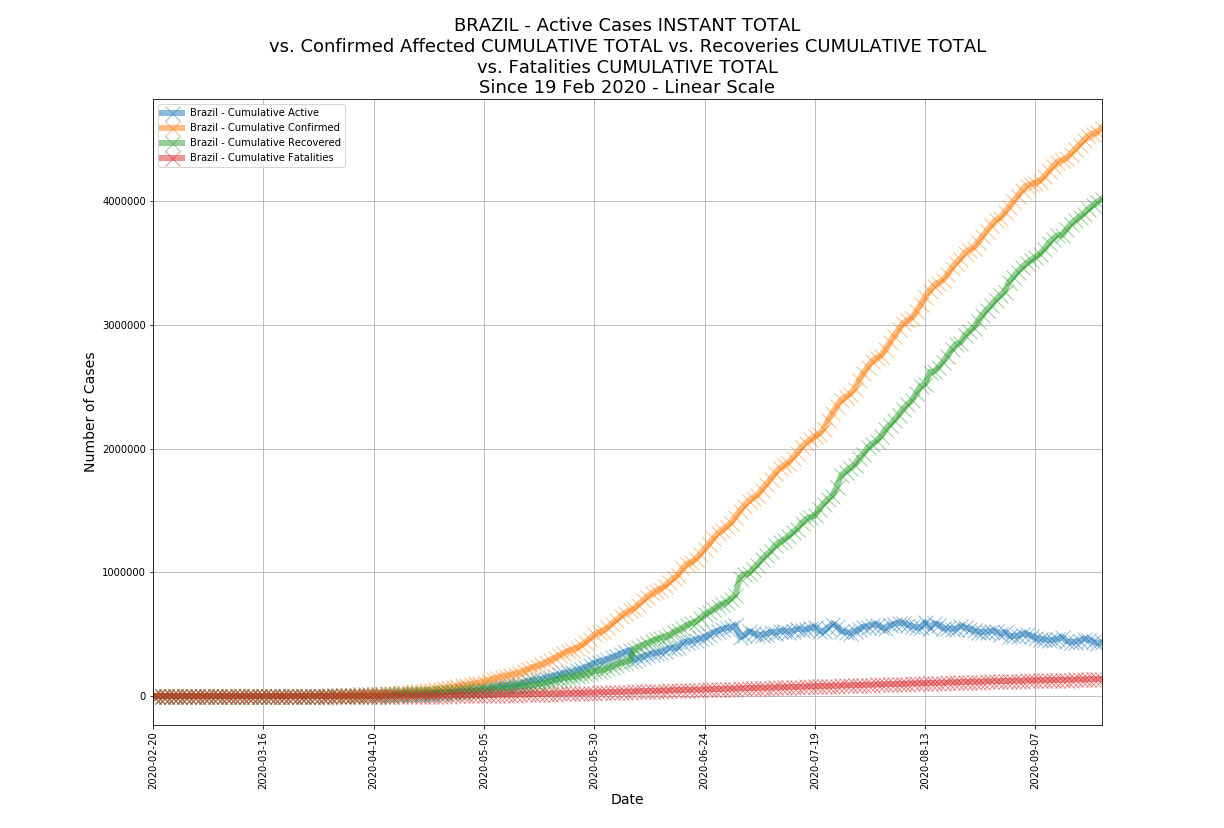 BRAZIL - Active Cases INSTANT TOTAL
vs. Confirmed Affected CUMULATIVE TOTAL vs. Recoveries CUMULATIVE TOTAL
vs. Fatalities CUMULATIVE TOTAL
Since 19 Feb 2020 - Linear Scale
Brazil - Cumulative Active
Brazil - Cumulative Confirmed
Brazil - Cumulative Recovered
Brazil - Cumulative Fatalities
Number of Cases
4000000
3000000
2000000
1000000
0
2020-02-20
2020-03-16
2020-04-10
2020-05-05
2020-05-30
2020-06-24
2020-07-19
2020-08-13
2020-09-07
Date